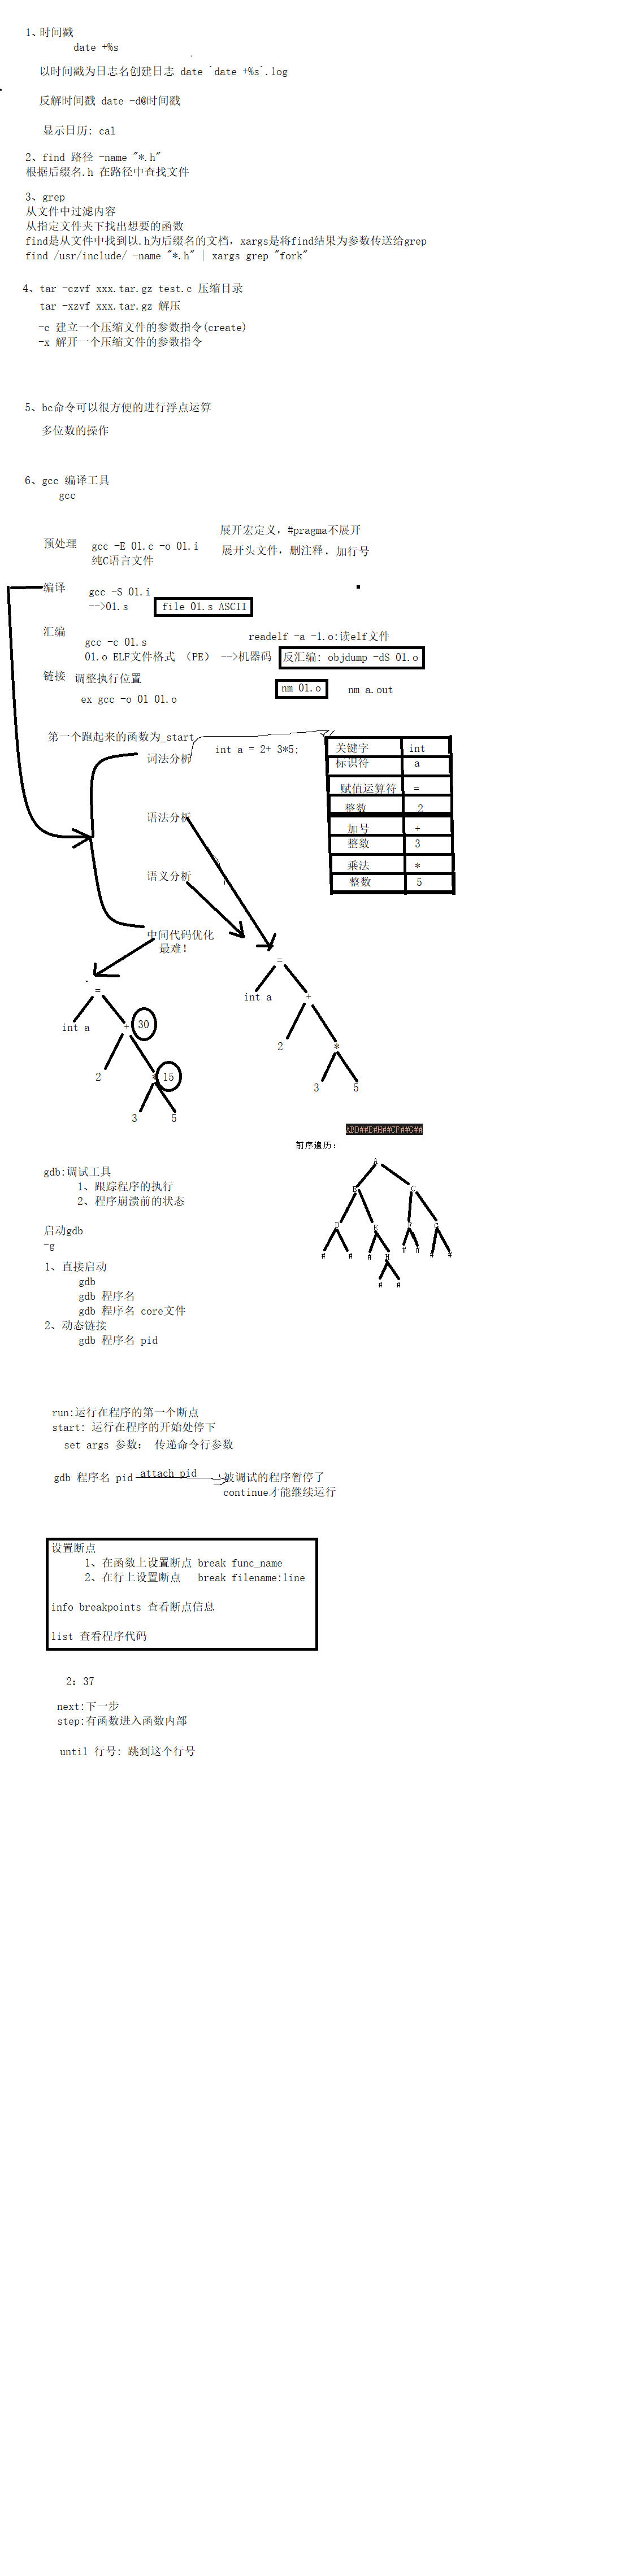 1、时间戳
date +%s
以时间戳为日志名创建日志 date `date +%s`.log
反解时间戳 date -d@时间戳
显示日历: cal
2、find 路径 -name "*.h"
根据后缀名.h 在路径中查找文件
3、grep
从文件中过滤内容
从指定文件夹下找出想要的函数
find是从文件中找到以.h为后缀名的文档，xargs是将find结果为参数传送给grep
find /usr/include/ -name "*.h" | xargs grep "fork"
4、tar -czvf xxx.tar.gz test.c 压缩目录
tar -xzvf xxx.tar.gz 解压
-c 建立一个压缩文件的参数指令(create)
-x 解开一个压缩文件的参数指令
5、bc命令可以很方便的进行浮点运算
多位数的操作
6、gcc 编译工具
gcc
展开宏定义，#pragma不展开
预处理 gcc -E 01.c -o 01.i 展开头文件，删注释，加行号
纯C语言文件
编译 gcc -S 01.i
-->01.s file 01.s ASCII
汇编 gcc -c 01.s readelf -a -1.o:读elf文件
01.o ELF文件格式 （PE） -->机器码 反汇编: objdump -dS 01.o
链接 调整执行位置
nm 01.o nm a.out
ex gcc -o 01 01.o
第一个跑起来的函数为_start
词法分析 int a = 2+ 3*5;
关键字 int
标识符 a
赋值运算符 =
整数 2
加号 +
整数 3
乘法 *
整数 5
语法分析
语义分析
中间代码优化
最难！
=
int a +
2 *
3 5
=
int a + 30
2 * 15
3 5
ABD##E#H##CF##G##
前序遍历：
A
B C
D E F G
# # # H # # # #
# #
gdb:调试工具
1、跟踪程序的执行
2、程序崩溃前的状态
启动gdb
-g
1、直接启动
gdb
gdb 程序名
gdb 程序名 core文件
2、动态链接
gdb 程序名 pid
run:运行在程序的第一个断点
start: 运行在程序的开始处停下
set args 参数： 传递命令行参数
gdb 程序名 pid attach pid 被调试的程序暂停了
continue才能继续运行
设置断点
1、在函数上设置断点 break func_name
2、在行上设置断点 break filename:line
info breakpoints 查看断点信息
list 查看程序代码
2：37
next:下一步
step:有函数进入函数内部
until 行号: 跳到这个行号